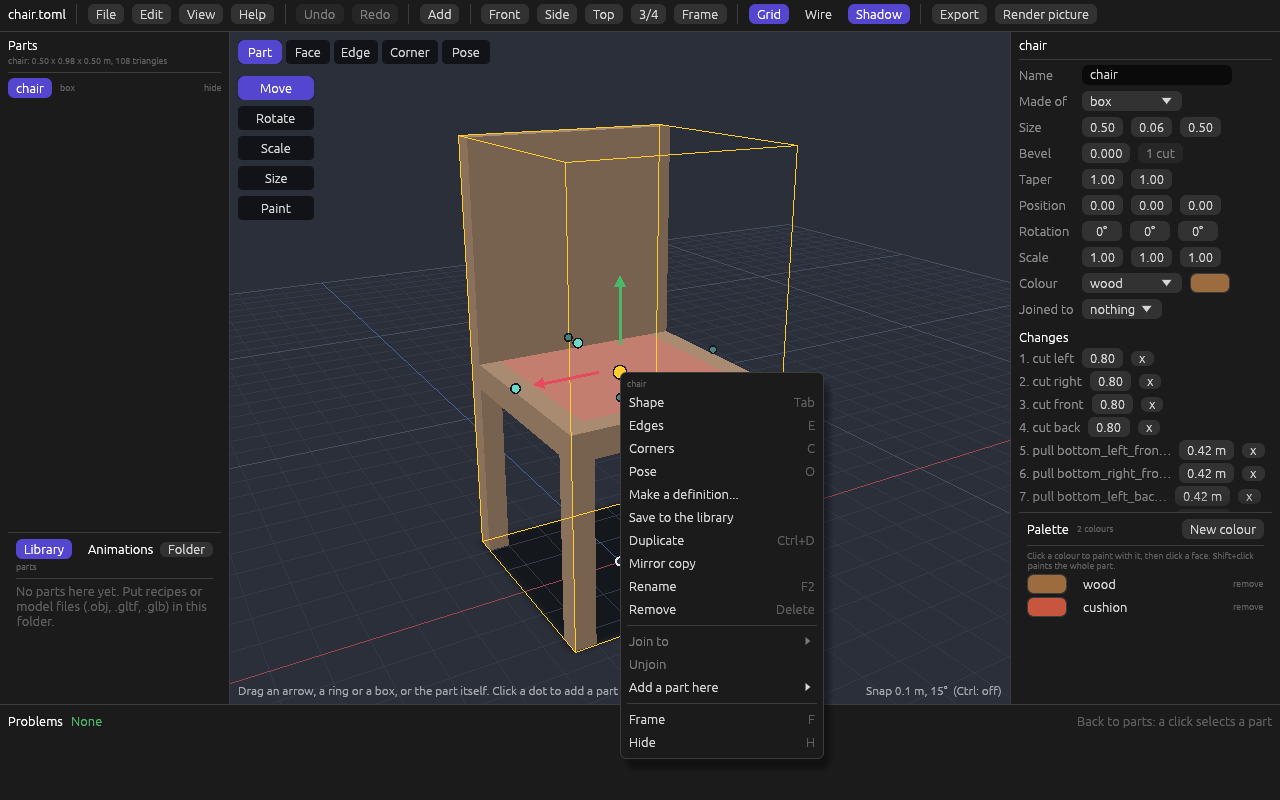 chair.toml File Edit View Help Undo Redo Add Front Side Top 3/4 Frame Grid Wire Shadow Export Render picture
Parts
chair: 0.50 x 0.98 x 0.50 m, 108 triangles
chair box hide
Part Face Edge Corner Pose
Move
Rotate
Scale
Size
Paint
chair
Shape Tab
Edges E
Corners C
Pose O
Make a definition...
Save to the library
Duplicate Ctrl+D
Mirror copy
Rename F2
Remove Delete
Join to
Unjoin
Add a part here
Frame F
Hide H
Drag an arrow, a ring or a box, or the part itself. Click a dot to add a part
Snap 0.1 m, 15° (Ctrl: off)
Library Animations Folder
parts
No parts here yet. Put recipes or
model files (.obj, .gltf, .glb) in this
folder.
chair
Name chair
Made of box
Size 0.50 0.06 0.50
Bevel 0.000 1 cut
Taper 1.00 1.00
Position 0.00 0.00 0.00
Rotation 0° 0° 0°
Scale 1.00 1.00 1.00
Colour wood
Joined to nothing
Changes
1. cut left 0.80 x
2. cut right 0.80 x
3. cut front 0.80 x
4. cut back 0.80 x
5. pull bottom_left_fron... 0.42 m x
6. pull bottom_right_fro... 0.42 m x
7. pull bottom_left_bac... 0.42 m x
Palette 2 colours New colour
Click a colour to paint with it, then click a face. Shift+click
paints the whole part.
wood remove
cushion remove
Problems None
Back to parts: a click selects a part